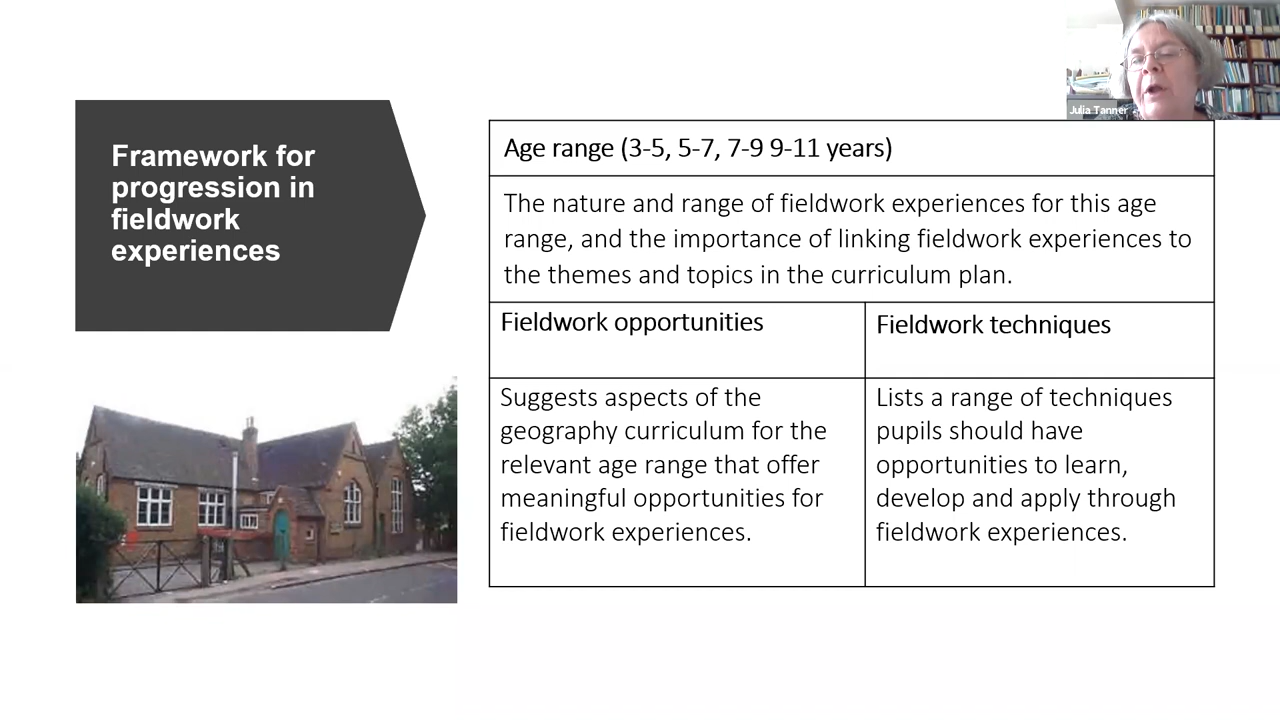 Julia Tanner
Framework for
progression in
fieldwork
experiences
Age range (3-5, 5-7, 7-9 9-11 years)
The nature and range of fieldwork experiences for this age
range, and the importance of linking fieldwork experiences to
the themes and topics in the curriculum plan.
Fieldwork opportunities
Fieldwork techniques
Suggests aspects of the
geography curriculum for the
relevant age range that offer
meaningful opportunities for
fieldwork experiences.
Lists a range of techniques
pupils should have
opportunities to learn,
develop and apply through
fieldwork experiences.